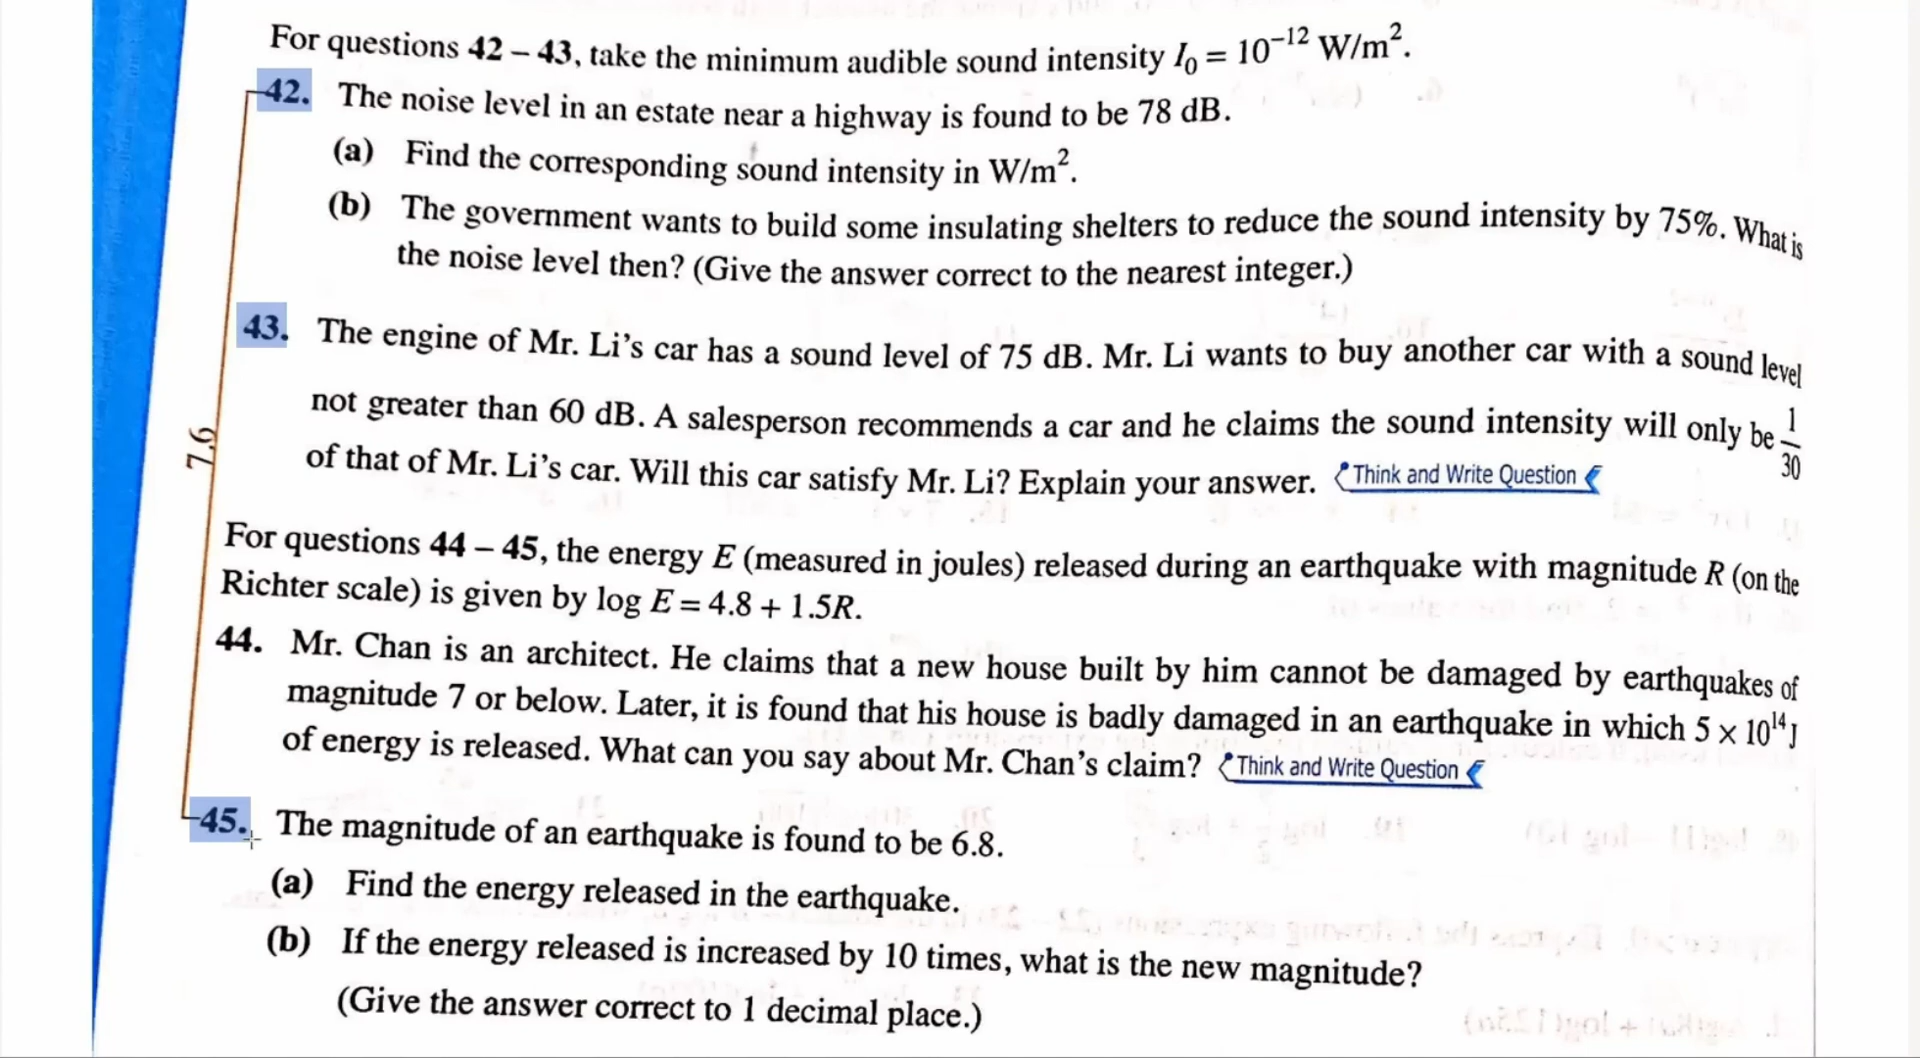 For questions 42 – 43, take the minimum audible sound intensity I₀ = 10⁻¹² W/m².
42. The noise level in an estate near a highway is found to be 78 dB.
(a) Find the corresponding sound intensity in W/m².
(b) The government wants to build some insulating shelters to reduce the sound intensity by 75%. What is
the noise level then? (Give the answer correct to the nearest integer.)
43. The engine of Mr. Li's car has a sound level of 75 dB. Mr. Li wants to buy another car with a sound level
not greater than 60 dB. A salesperson recommends a car and he claims the sound intensity will only be 1/30
of that of Mr. Li's car. Will this car satisfy Mr. Li? Explain your answer. Think and Write Question
7.6
For questions 44 – 45, the energy E (measured in joules) released during an earthquake with magnitude R (on the
Richter scale) is given by log E = 4.8 + 1.5R.
44. Mr. Chan is an architect. He claims that a new house built by him cannot be damaged by earthquakes of
magnitude 7 or below. Later, it is found that his house is badly damaged in an earthquake in which 5 × 10¹⁴ J
of energy is released. What can you say about Mr. Chan's claim? Think and Write Question
45. The magnitude of an earthquake is found to be 6.8.
(a) Find the energy released in the earthquake.
(b) If the energy released is increased by 10 times, what is the new magnitude?
(Give the answer correct to 1 decimal place.)